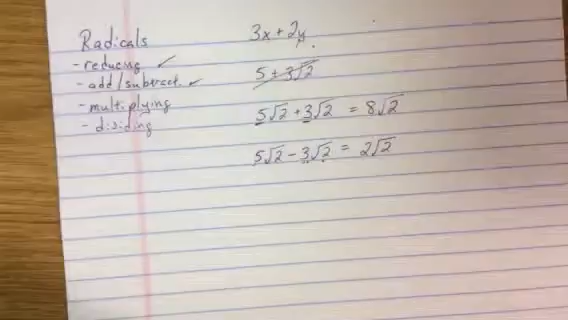 Radicals
- reducing ✓
- add/subtract ✓
- multiplying
- dividing
3x + 2y
5 + 3√2
5√2 + 3√2 = 8√2
5√2 - 3√2 = 2√2